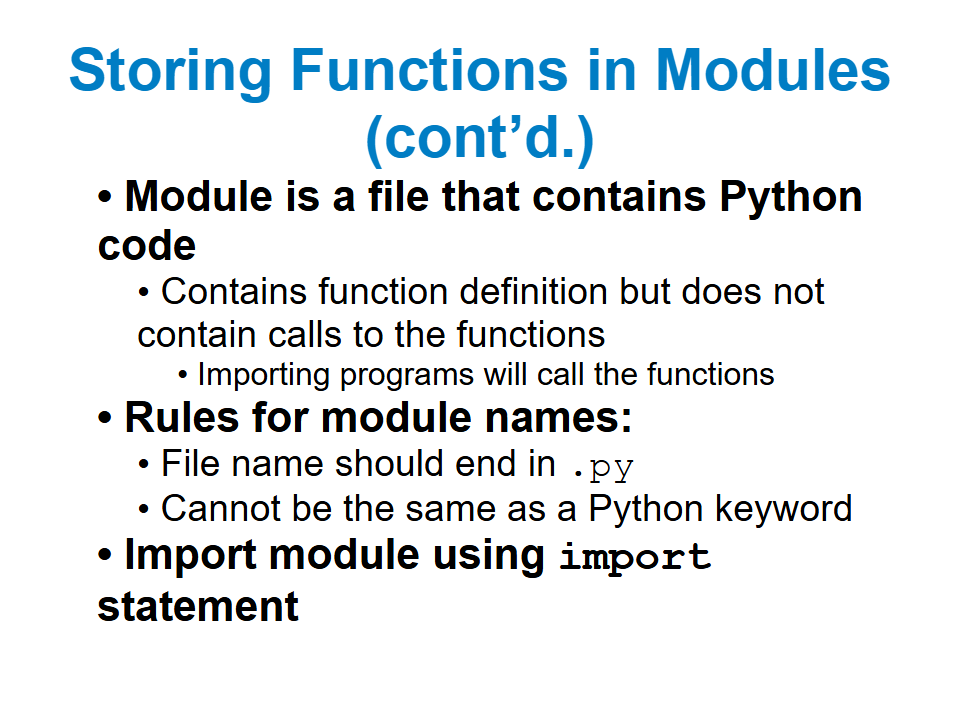 Storing Functions in Modules
(cont’d.)
• Module is a file that contains Python
code
• Contains function definition but does not
contain calls to the functions
• Importing programs will call the functions
• Rules for module names:
• File name should end in .py
• Cannot be the same as a Python keyword
• Import module using import
statement